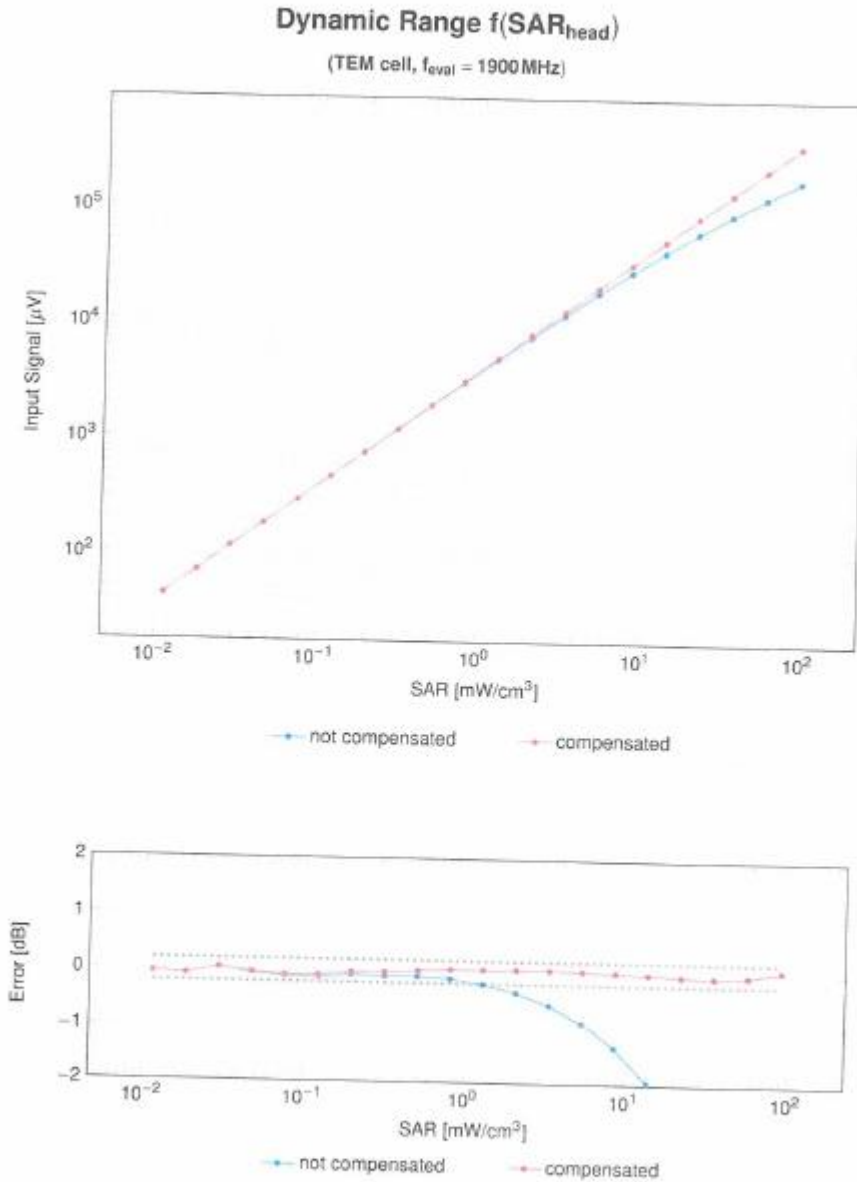 Dynamic Range f(SAR_head)
(TEM cell, f_eval = 1900 MHz)
Input Signal [μV]
10⁵
10⁴
10³
10²
10⁻²
10⁻¹
10⁰
10¹
10²
SAR [mW/cm³]
not compensated
compensated
Error [dB]
2
1
0
−1
−2
10⁻²
10⁻¹
10⁰
10¹
10²
SAR [mW/cm³]
not compensated
compensated